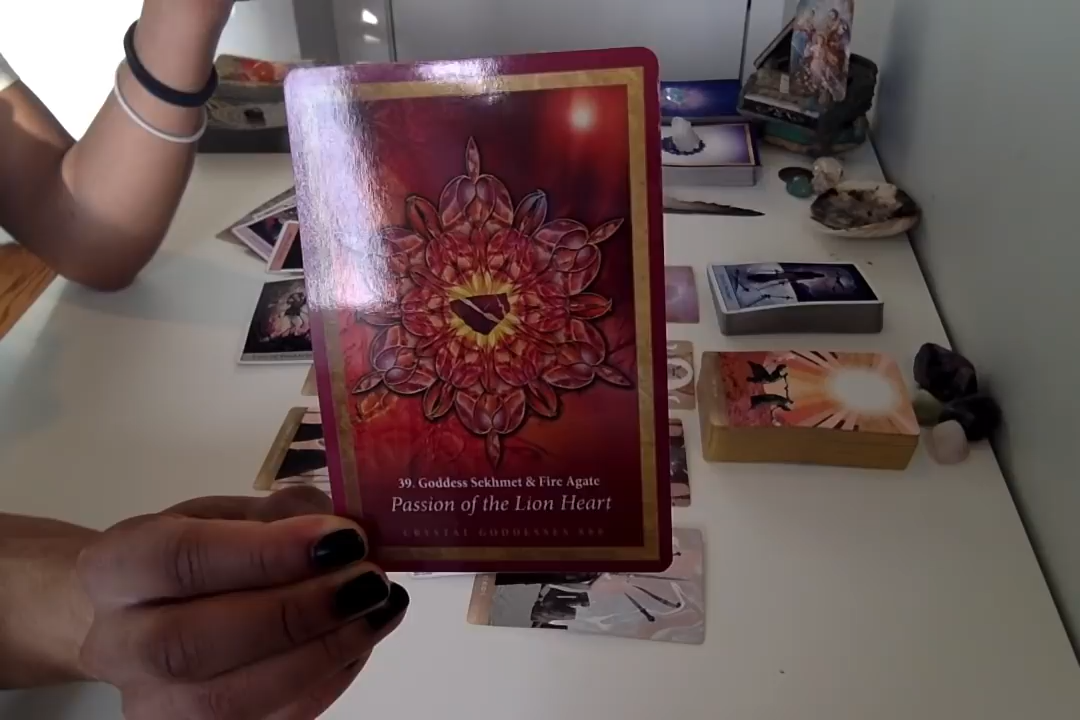 39. Goddess Sekhmet & Fire Agate
Passion of the Lion Heart
CRYSTAL GODDESSES 888